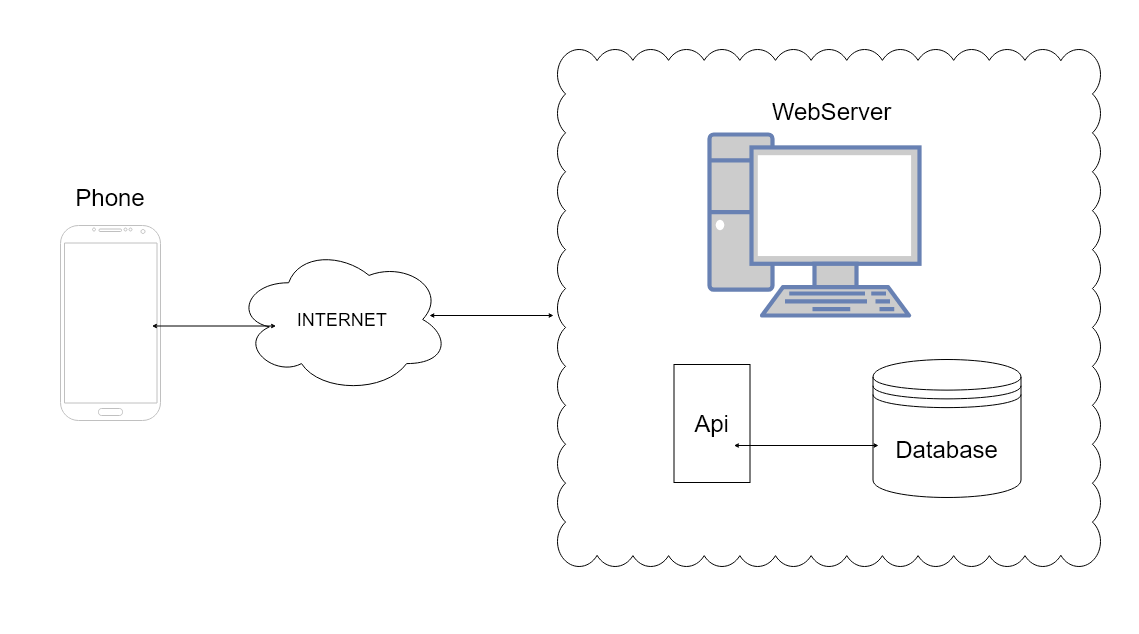 WebServer
Phone
INTERNET
Api
Database